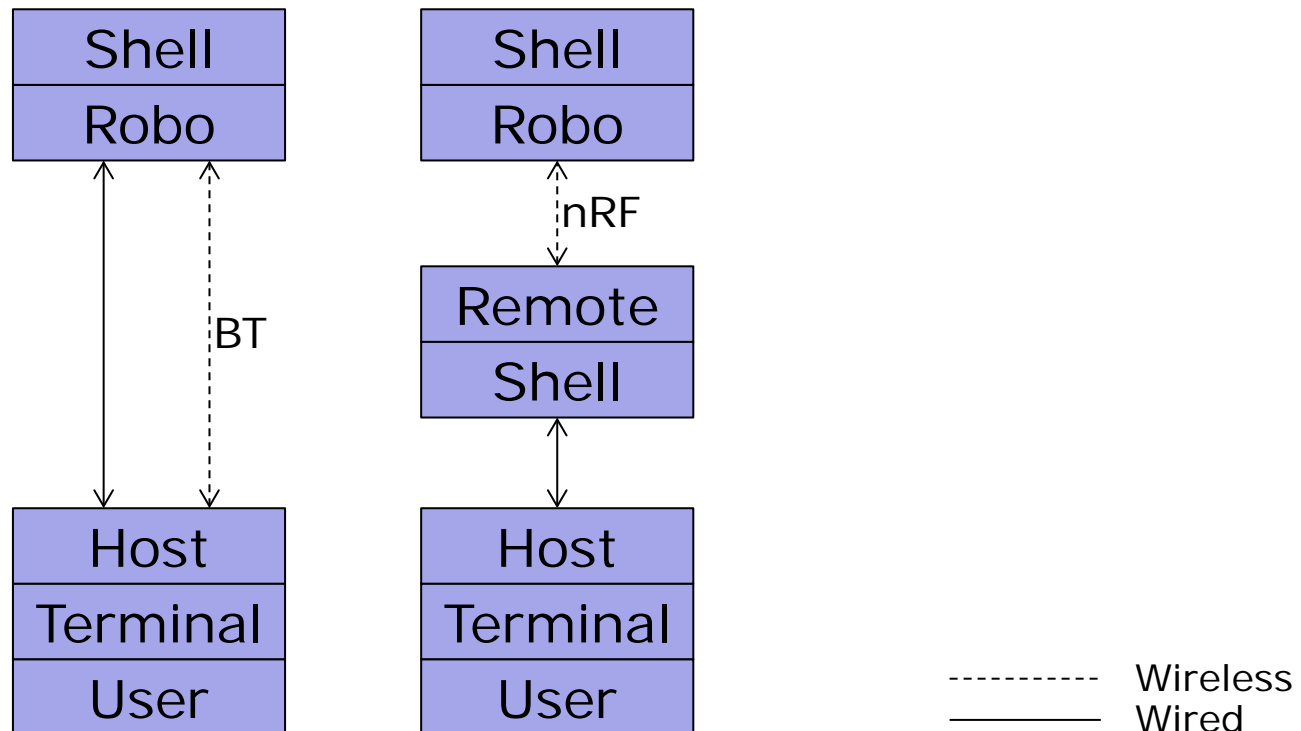 Shell
Robo
BT
Host
Terminal
User
Shell
Robo
nRF
Remote
Shell
Host
Terminal
User
Wireless
Wired